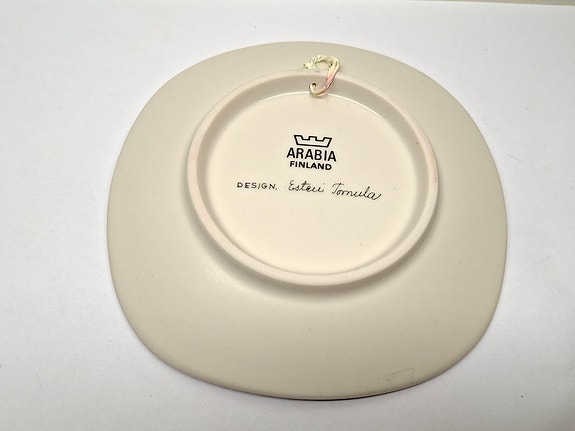 ARABIA
FINLAND
DESIGN. Esteri Tomula